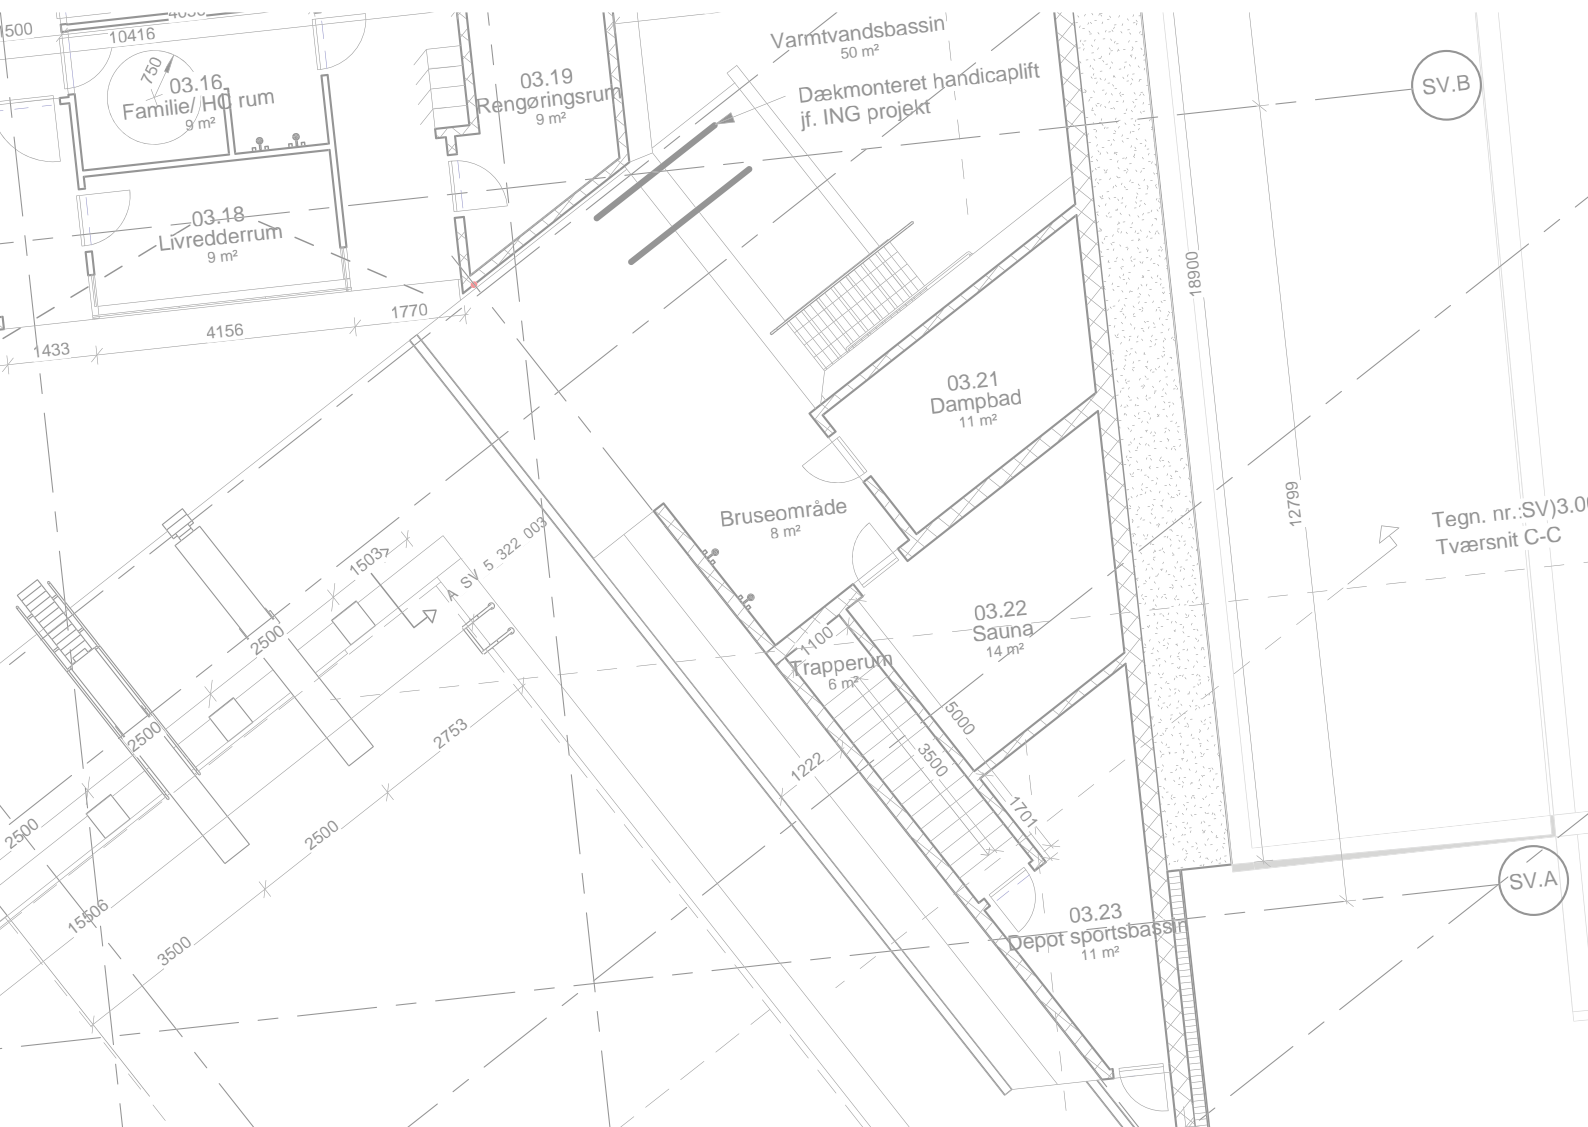 1500
10416
750
03.16
Familie/ HC rum
9 m²
03.19
Rengøringsrum
9 m²
Varmtvandsbassin
50 m²
Dækmonteret handicaplift
jf. ING projekt
SV.B
03.18
Livredderrum
9 m²
1433
4156
1770
18900
03.21
Dampbad
11 m²
12799
Bruseområde
8 m²
Tegn. nr.:SV)3.00
Tværsnit C-C
1503
A SV 5 322 003
2500
03.22
Sauna
14 m²
1100
Trapperum
6 m²
2500
2753
5000
3500
1222
1701
2500
2500
15506
3500
SV.A
03.23
Depot sportsbassin
11 m²